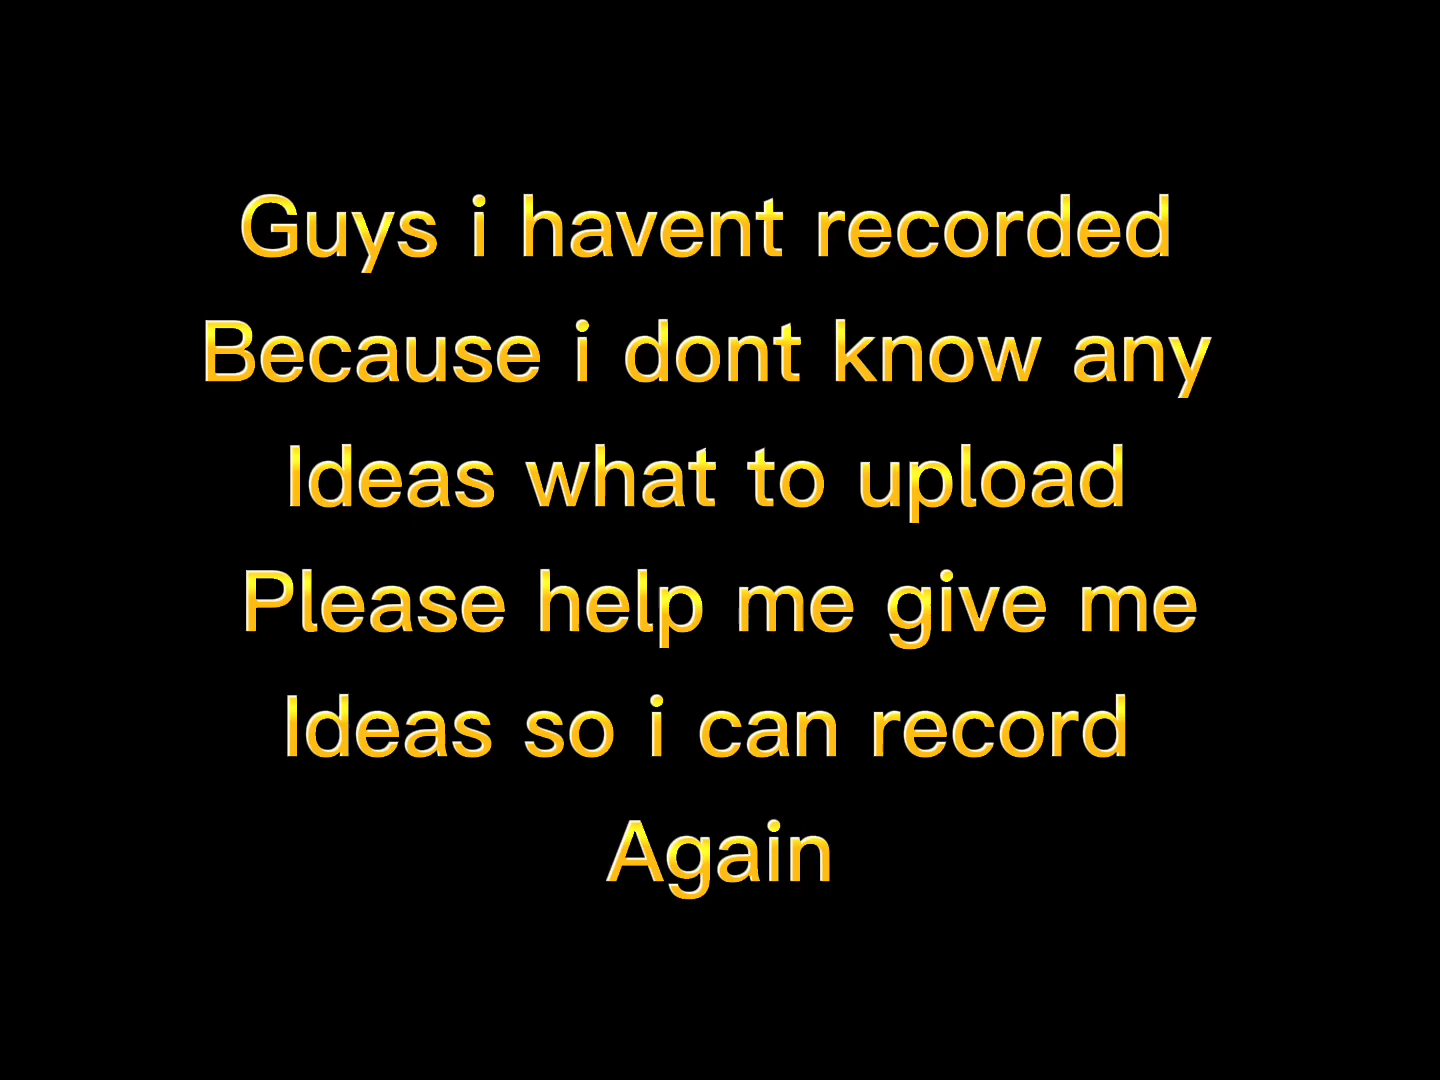 Guys i havent recorded
Because i dont know any
Ideas what to upload
Please help me give me
Ideas so i can record
Again